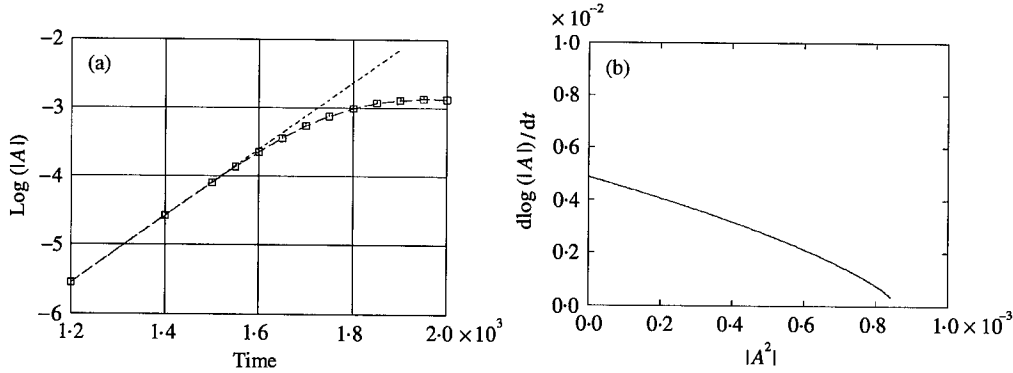 (a)
Log (|A|)
−2
−3
−4
−5
−6
1·2
1·4
1·6
1·8
2·0 × 10³
Time
(b)
× 10⁻²
dlog (|A|)/dt
1·0
0·8
0·6
0·4
0·2
0·0
0·0
0·2
0·4
0·6
0·8
1·0 × 10⁻³
|A²|